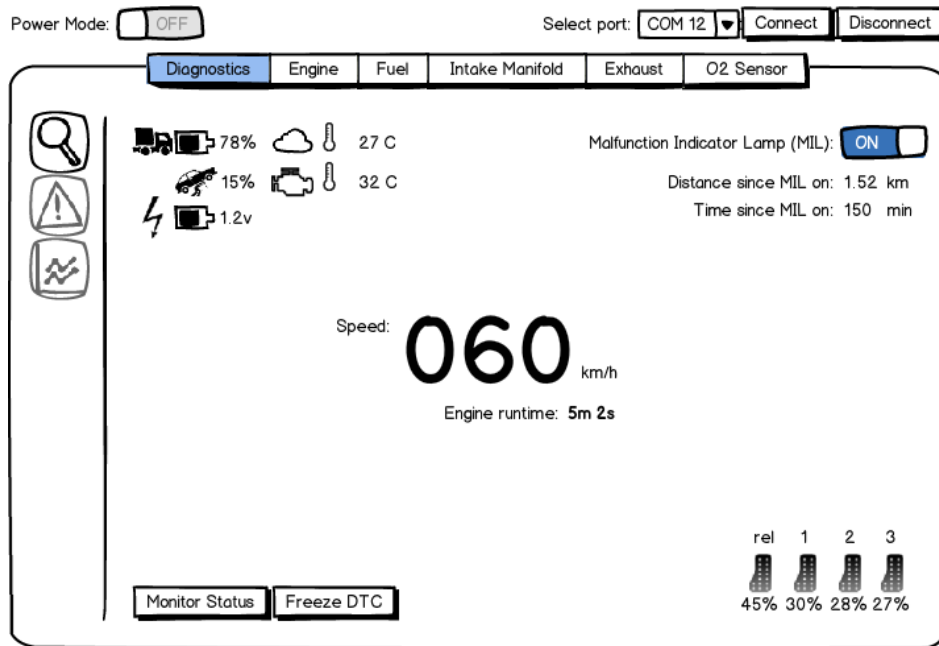 Power Mode: OFF Select port: COM 12 Connect Disconnect
Diagnostics Engine Fuel Intake Manifold Exhaust O2 Sensor
78% 27 C Malfunction Indicator Lamp (MIL): ON
15% 32 C Distance since MIL on: 1.52 km
1.2v Time since MIL on: 150 min
Speed: 060 km/h
Engine runtime: 5m 2s
rel 1 2 3
45% 30% 28% 27%
Monitor Status Freeze DTC